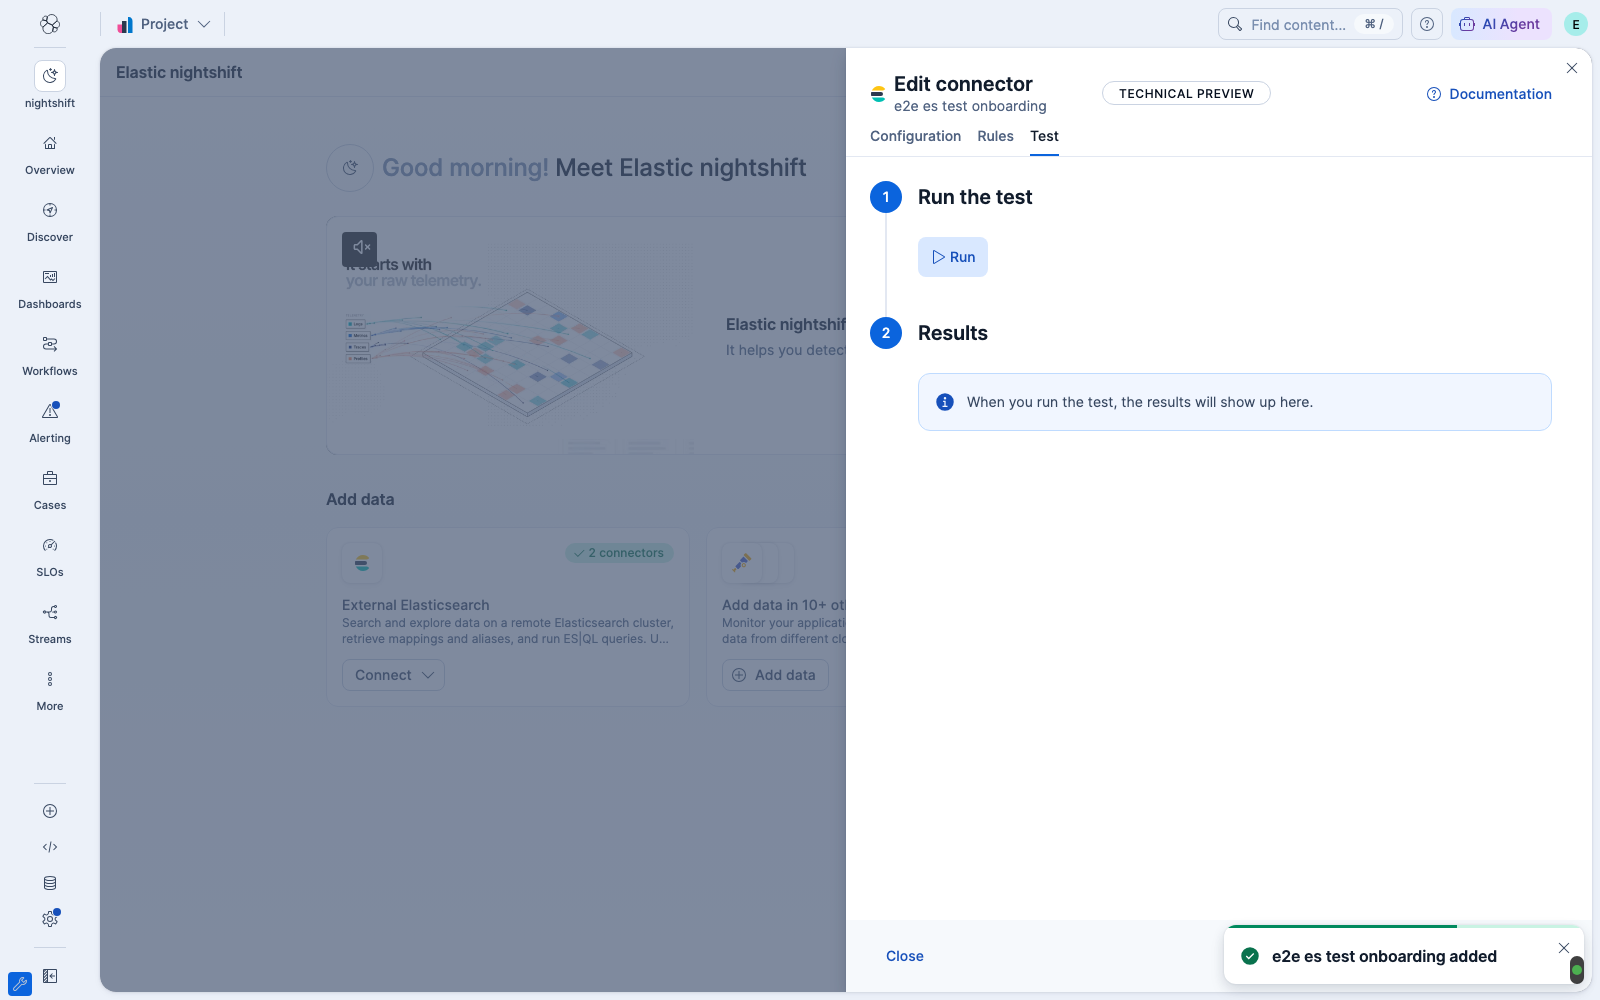 Project
Find content...
⌘ /
AI Agent
E
nightshift
Overview
Discover
Dashboards
Workflows
Alerting
Cases
SLOs
Streams
More
Elastic nightshift
Good morning! Meet Elastic nightshift
It starts with
your raw telemetry.
Elastic nightshif
It helps you detec
Add data
2 connectors
External Elasticsearch
Search and explore data on a remote Elasticsearch cluster,
retrieve mappings and aliases, and run ES|QL queries. U...
Connect
Add data in 10+ ot
Monitor your applicati
data from different clo
Add data
Edit connector
e2e es test onboarding
TECHNICAL PREVIEW
Documentation
Configuration
Rules
Test
1
Run the test
Run
2
Results
When you run the test, the results will show up here.
Close
e2e es test onboarding added